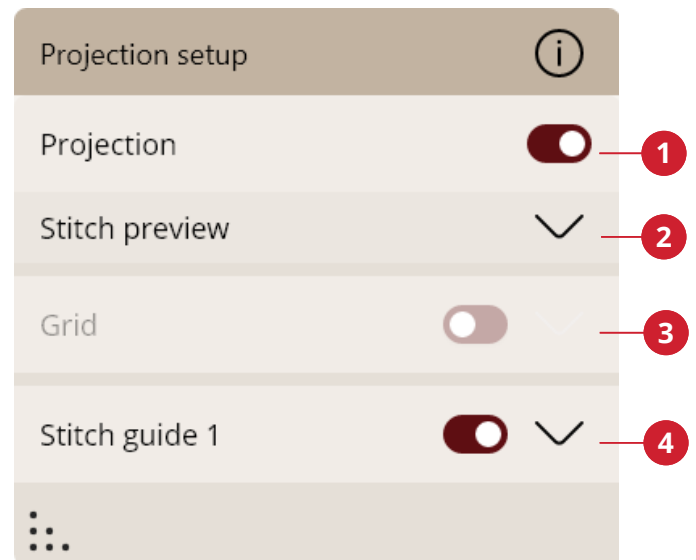 Projection setup
Projection
1
Stitch preview
2
Grid
3
Stitch guide 1
4